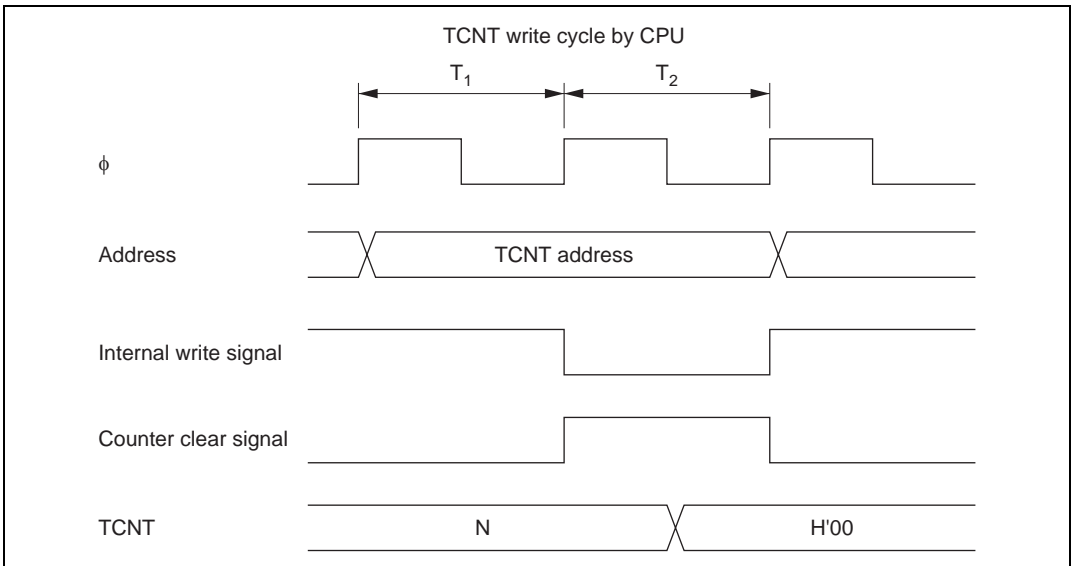 TCNT write cycle by CPU
T1 T2
ϕ
Address TCNT address
Internal write signal
Counter clear signal
TCNT N H'00